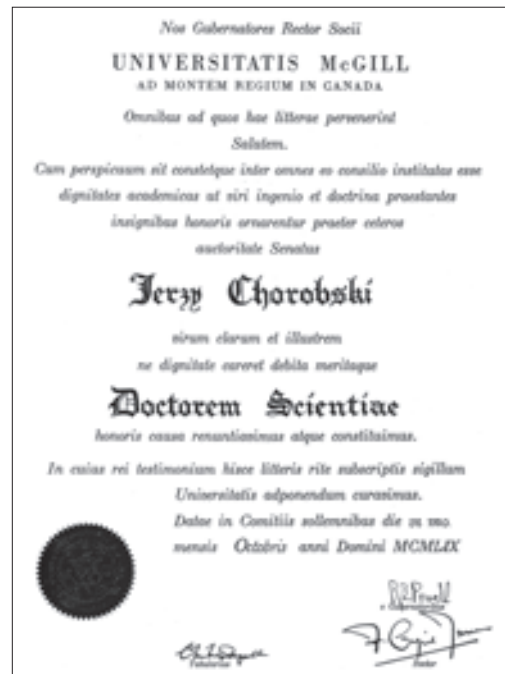 Nos Gubernatores Rector Socii
UNIVERSITATIS McGILL
AD MONTEM REGIUM IN CANADA
Omnibus ad quos hae litterae pervenerint
Salutem.
Cum perspicuum sit constetque inter omnes eo consilio institutas esse
dignitates academicas ut viri ingenio et doctrina praestantes
insignibus honoris ornarentur praeter ceteros
auctoritate Senatus
Jerzy Chorobski
virum clarum et illustrem
ne dignitate careret debita meritaque
Doctorem Scientiae
honoris causa renuntiavimus atque constituimus.
In cuius rei testimonium hisce litteris rite subscriptis sigillum
Universitatis adponendum curavimus.
Datae in Comitiis sollemnibus die
mensis Octobris anni Domini MCMLIX
Rector